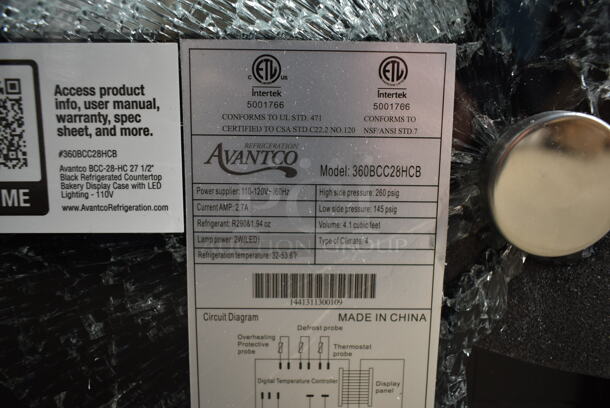 ME
Access product
info, user manual,
warranty, spec
sheet, and more.
#360BCC28HCB
Avantco BCC-28-HC 27 1/2"
Black Refrigerated Countertop
Bakery Display Case with LED
Lighting - 110V
www.AvantcoRefrigeration.com
ETL
C US
Intertek
5001766
CONFORMS TO UL STD. 471
CERTIFIED TO CSA STD C22.2 NO.120
ETL
Intertek
5001766
CONFORMS TO
NSF/ANSI STD.7
REFRIGERATION
AVANTCO
Model: 360BCC28HCB
Power supplier: 110-120V~/60Hz
High side pressure: 260 psig
Current AMP: 2.7A
Low side pressure: 145 psig
Refrigerant: R290&1.94 oz
Volume: 4.1 cubic feet
Lamp power: 2W(LED)
Type of Climate: 4
Refrigeration temperature: 32-53.6℉
1441311300109
Circuit Diagram
MADE IN CHINA
Defrost probe
Overheating
Protective
probe
Thermostat
probe
Digital Temperature Controller
Display
panel